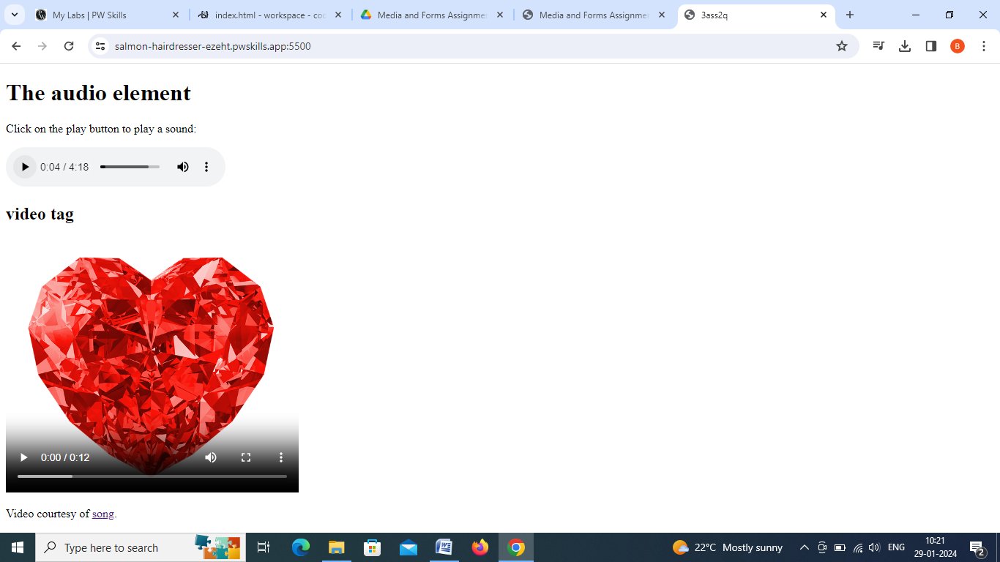 My Labs | PW Skills
index.html - workspace - coc
Media and Forms Assignmen
Media and Forms Assignmen
3ass2q
salmon-hairdresser-ezeht.pwskills.app:5500
B
The audio element
Click on the play button to play a sound:
0:04 / 4:18
video tag
0:00 / 0:12
Video courtesy of song.
Type here to search
22°C Mostly sunny
ENG
10:21
29-01-2024
2